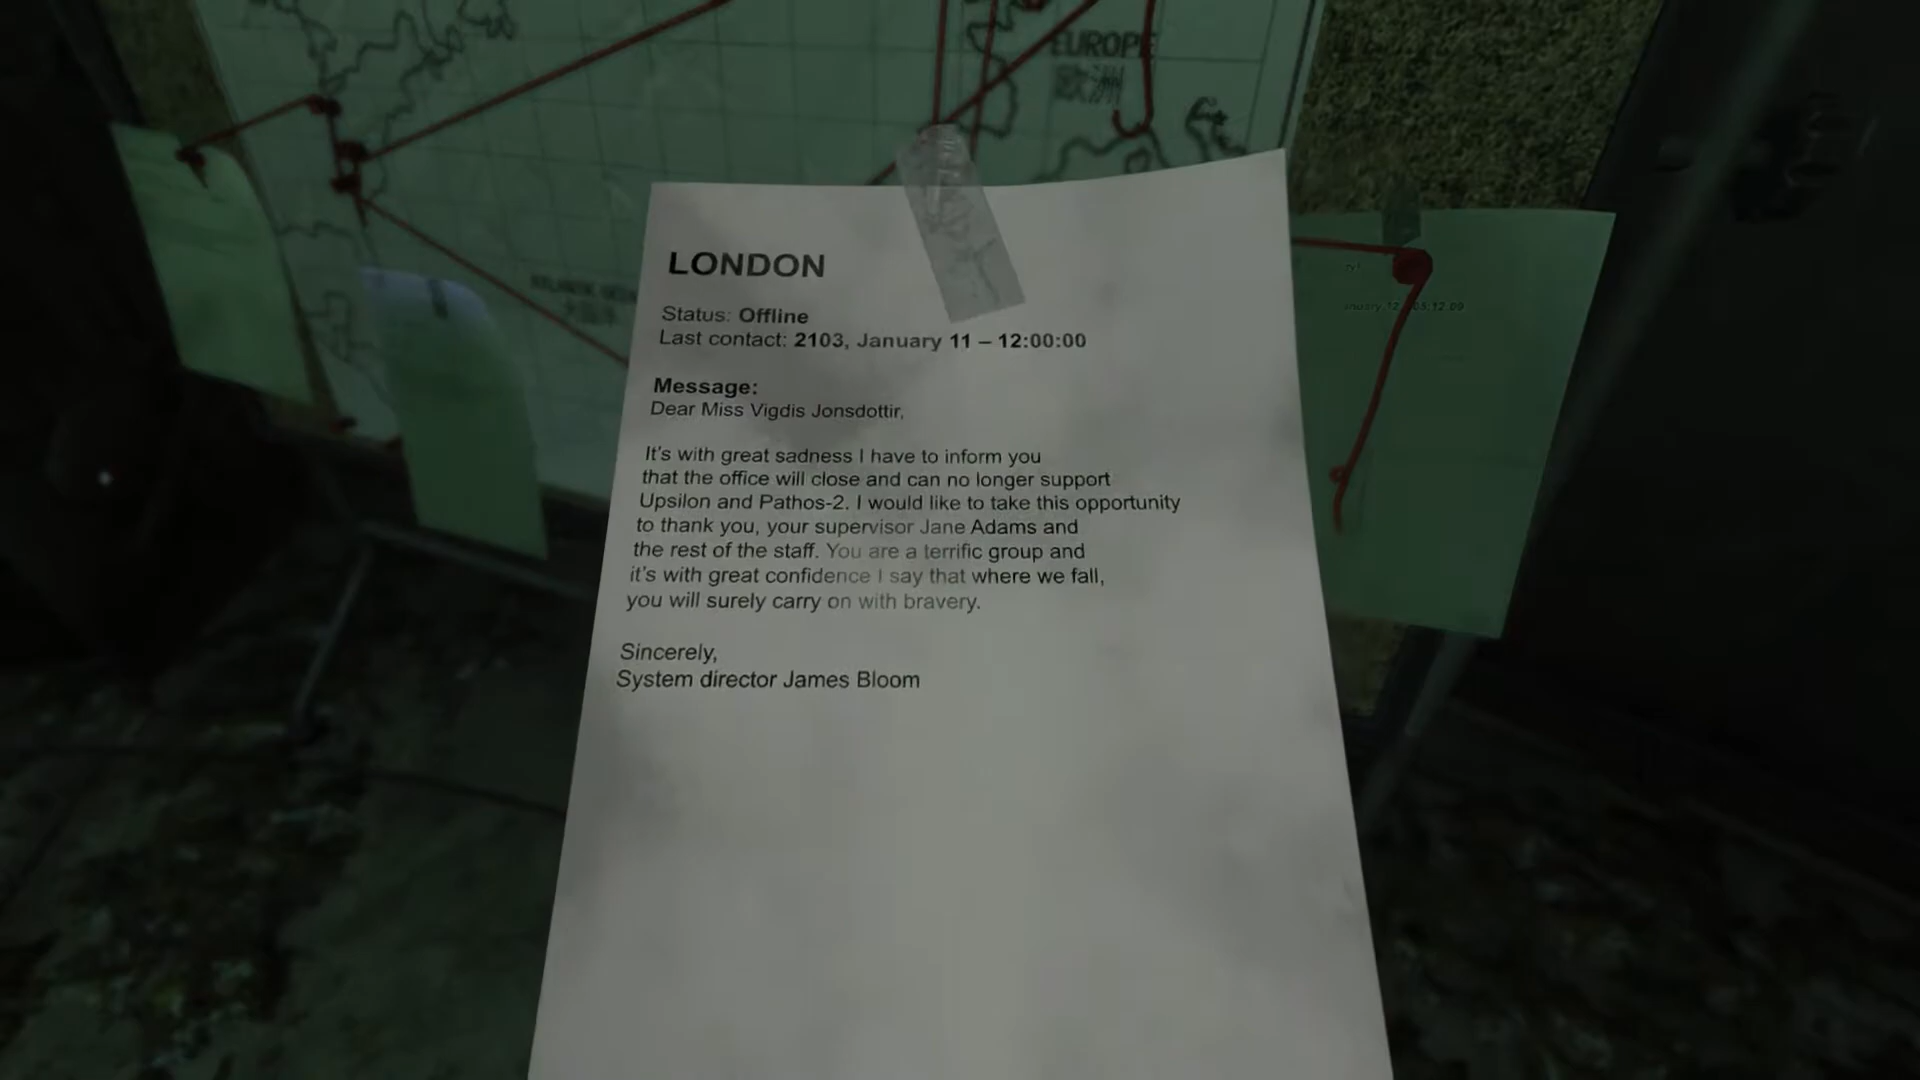 EUROPE
欧洲
LONDON
Status: Offline
Last contact: 2103, January 11 – 12:00:00
Message:
Dear Miss Vigdis Jonsdottir,
It's with great sadness I have to inform you
that the office will close and can no longer support
Upsilon and Pathos-2. I would like to take this opportunity
to thank you, your supervisor Jane Adams and
the rest of the staff. You are a terrific group and
it's with great confidence I say that where we fall,
you will surely carry on with bravery.
Sincerely,
System director James Bloom